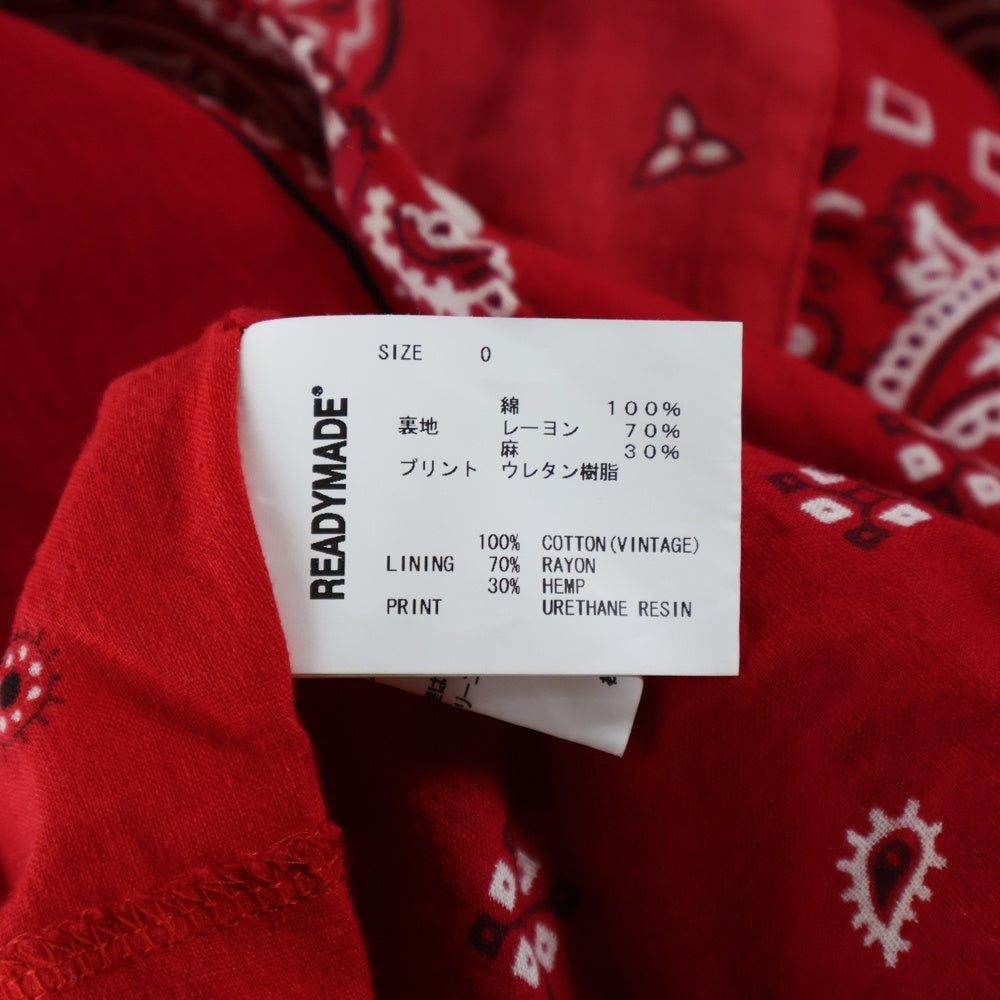 SIZE 0
READYMADE®
綿 100%
裏地 レーヨン 70%
麻 30%
プリント ウレタン樹脂
100% COTTON(VINTAGE)
LINING 70% RAYON
30% HEMP
PRINT URETHANE RESIN